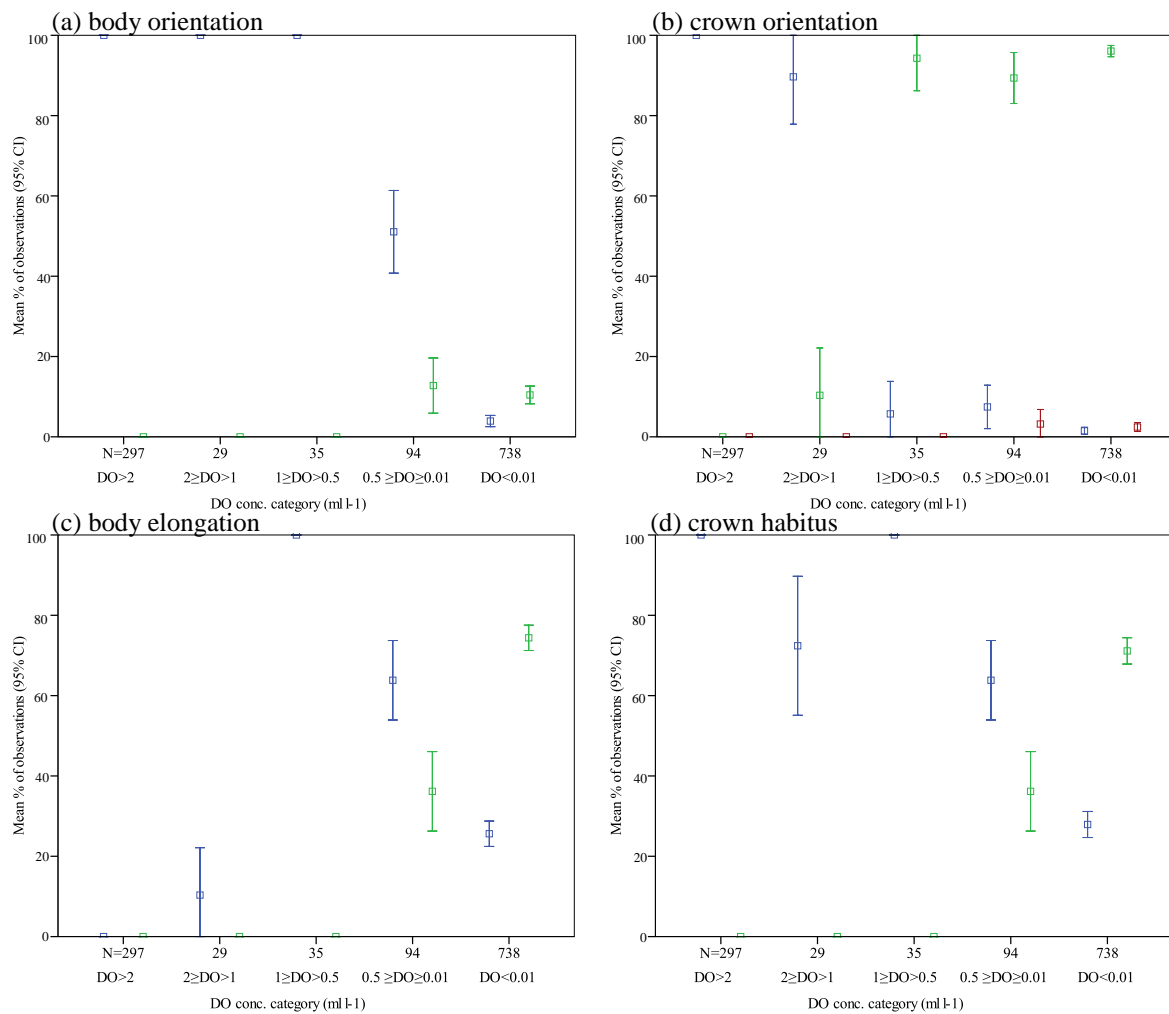 (a) body orientation
100
80
60
40
20
0
Mean % of observations (95% CI)
N=297 29 35 94 738
DO>2 2≥DO>1 1≥DO>0.5 0.5 ≥DO≥0.01 DO<0.01
DO conc. category (ml l-1)
(b) crown orientation
100
80
60
40
20
0
Mean % of observations (95% CI)
N=297 29 35 94 738
DO>2 2≥DO>1 1≥DO>0.5 0.5 ≥DO≥0.01 DO<0.01
DO conc. category (ml l-1)
(c) body elongation
100
80
60
40
20
0
Mean % of observations (95% CI)
N=297 29 35 94 738
DO>2 2≥DO>1 1≥DO>0.5 0.5 ≥DO≥0.01 DO<0.01
DO conc. category (ml l-1)
(d) crown habitus
100
80
60
40
20
0
Mean % of observations (95% CI)
N=297 29 35 94 738
DO>2 2≥DO>1 1≥DO>0.5 0.5 ≥DO≥0.01 DO<0.01
DO conc. category (ml l-1)